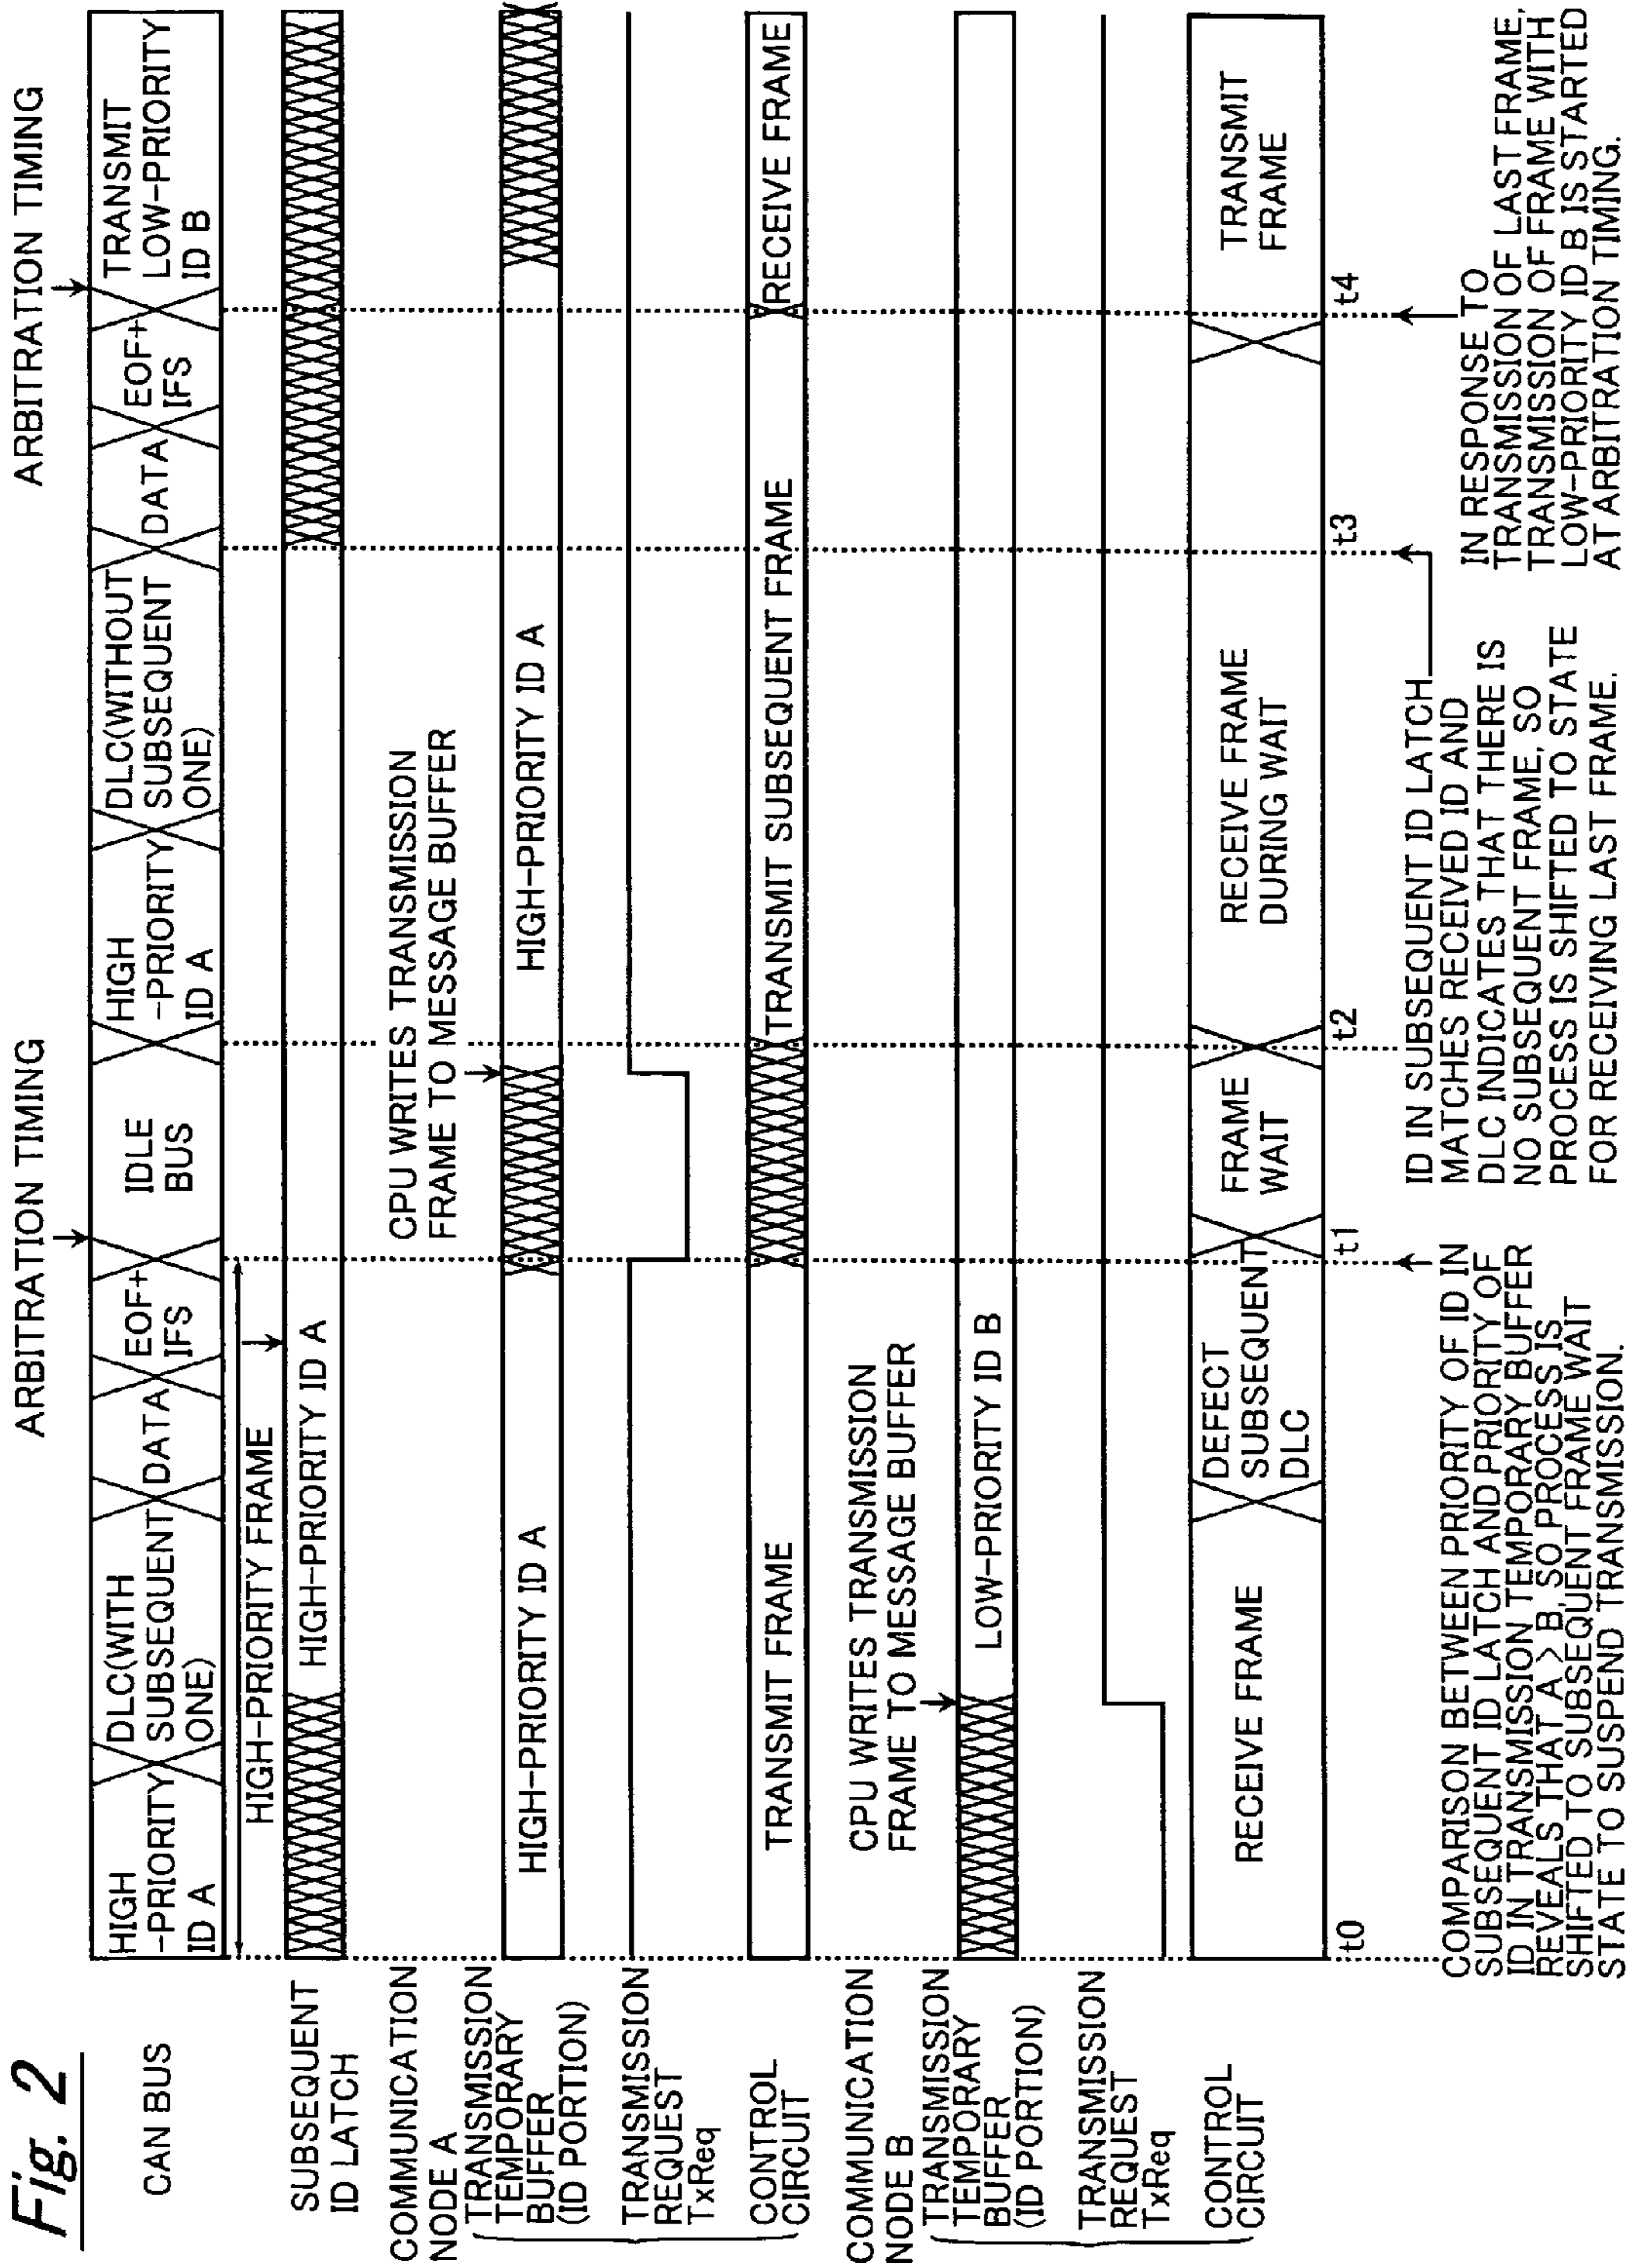 Fig. 2
ARBITRATION TIMING
ARBITRATION TIMING
CAN BUS
HIGH
-PRIORITY
ID A
DLC(WITH
SUBSEQUENT
ONE)
DATA
EOF+
IFS
IDLE
BUS
HIGH
-PRIORITY
ID A
DLC(WITHOUT
SUBSEQUENT
ONE)
DATA
EOF+
IFS
TRANSMIT
LOW-PRIORITY
ID B
HIGH-PRIORITY FRAME
SUBSEQUENT
ID LATCH
HIGH-PRIORITY ID A
COMMUNICATION
NODE A
CPU WRITES TRANSMISSION
FRAME TO MESSAGE BUFFER
TRANSMISSION
TEMPORARY
BUFFER
(ID PORTION)
HIGH-PRIORITY ID A
HIGH-PRIORITY ID A
TRANSMISSION
REQUEST
TxReq
CONTROL
CIRCUIT
TRANSMIT FRAME
TRANSMIT SUBSEQUENT FRAME
RECEIVE FRAME
COMMUNICATION
NODE B
CPU WRITES TRANSMISSION
FRAME TO MESSAGE BUFFER
TRANSMISSION
TEMPORARY
BUFFER
(ID PORTION)
LOW-PRIORITY ID B
TRANSMISSION
REQUEST
TxReq
CONTROL
CIRCUIT
RECEIVE FRAME
DEFECT
SUBSEQUENT
DLC
FRAME
WAIT
RECEIVE FRAME
DURING WAIT
TRANSMIT
FRAME
t0
t1
t2
t3
t4
COMPARISON BETWEEN PRIORITY OF ID IN
SUBSEQUENT ID LATCH AND PRIORITY OF
ID IN TRANSMISSION TEMPORARY BUFFER
REVEALS THAT A > B, SO PROCESS IS
SHIFTED TO SUBSEQUENT FRAME WAIT
STATE TO SUSPEND TRANSMISSION.
ID IN SUBSEQUENT ID LATCH
MATCHES RECEIVED ID AND
DLC INDICATES THAT THERE IS
NO SUBSEQUENT FRAME, SO
PROCESS IS SHIFTED TO STATE
FOR RECEIVING LAST FRAME.
IN RESPONSE TO
TRANSMISSION OF LAST FRAME,
TRANSMISSION OF FRAME WITH
LOW-PRIORITY ID B IS STARTED
AT ARBITRATION TIMING.